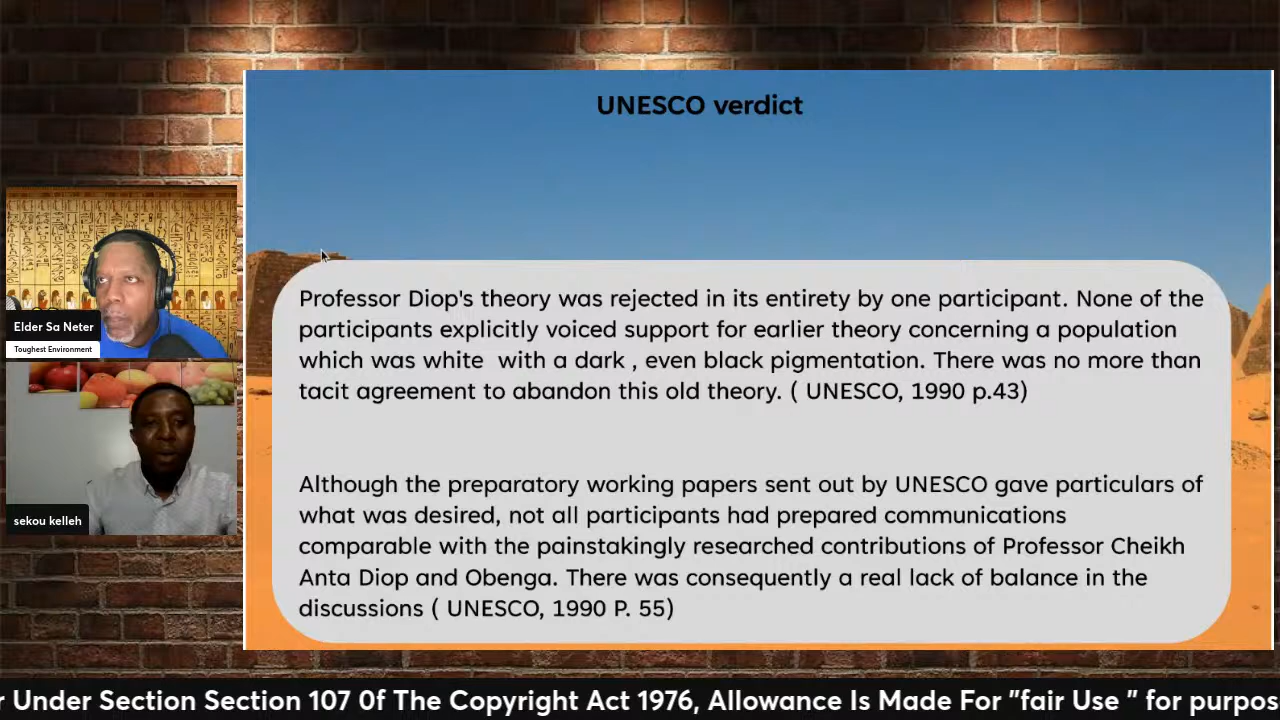 UNESCO verdict
Professor Diop's theory was rejected in its entirety by one participant. None of the
participants explicitly voiced support for earlier theory concerning a population
which was white with a dark , even black pigmentation. There was no more than
tacit agreement to abandon this old theory. ( UNESCO, 1990 p.43)
Although the preparatory working papers sent out by UNESCO gave particulars of
what was desired, not all participants had prepared communications
comparable with the painstakingly researched contributions of Professor Cheikh
Anta Diop and Obenga. There was consequently a real lack of balance in the
discussions ( UNESCO, 1990 P. 55)
Elder Sa Neter
Toughest Environment
sekou kelleh
r Under Section Section 107 0f The Copyright Act 1976, Allowance Is Made For "fair Use " for purpos